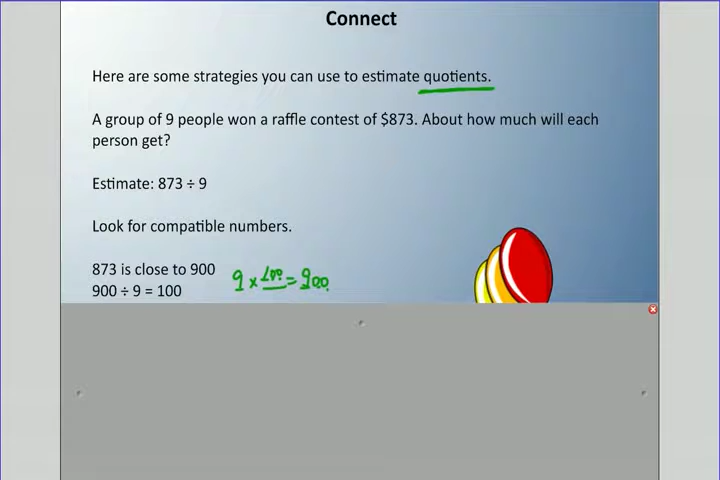 Connect
Here are some strategies you can use to estimate quotients.
A group of 9 people won a raffle contest of $873. About how much will each
person get?
Estimate: 873 ÷ 9
Look for compatible numbers.
873 is close to 900
900 ÷ 9 = 100
9 × 100 = 900